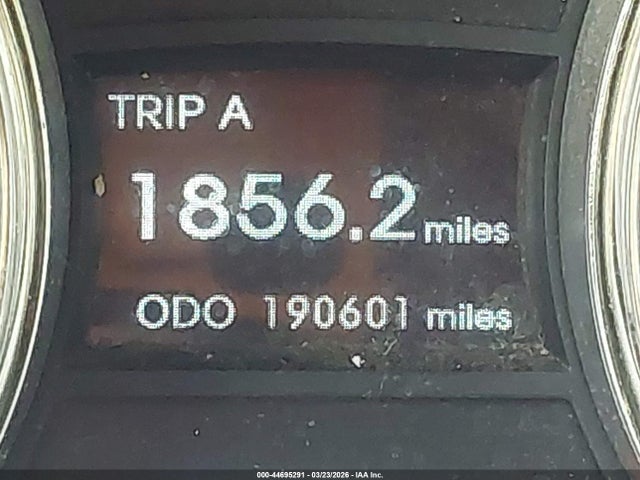 TRIP A
1856.2 miles
ODO 190601 miles
000-44695291 - 03/23/2026 - IAA Inc.